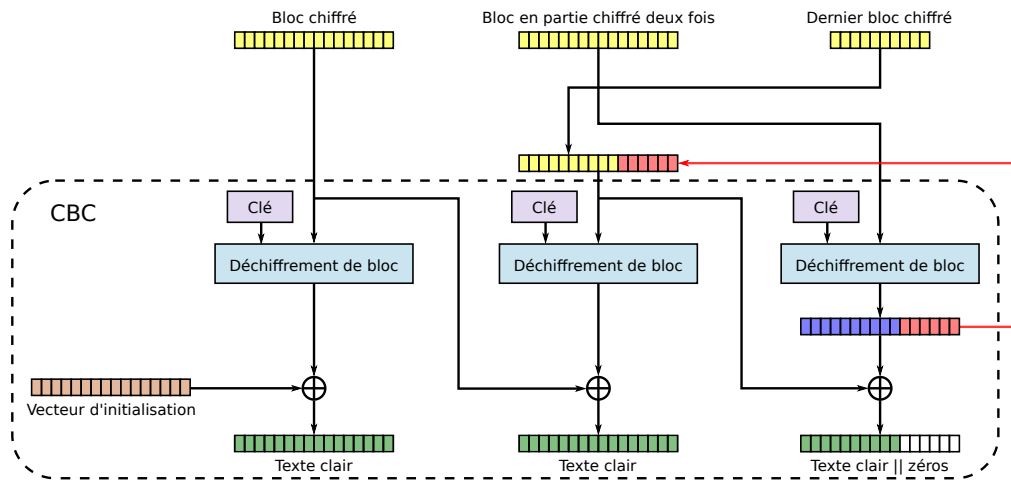 Bloc chiffré
Bloc en partie chiffré deux fois
Dernier bloc chiffré
CBC
Clé
Clé
Clé
Déchiffrement de bloc
Déchiffrement de bloc
Déchiffrement de bloc
Vecteur d'initialisation
Texte clair
Texte clair
Texte clair || zéros